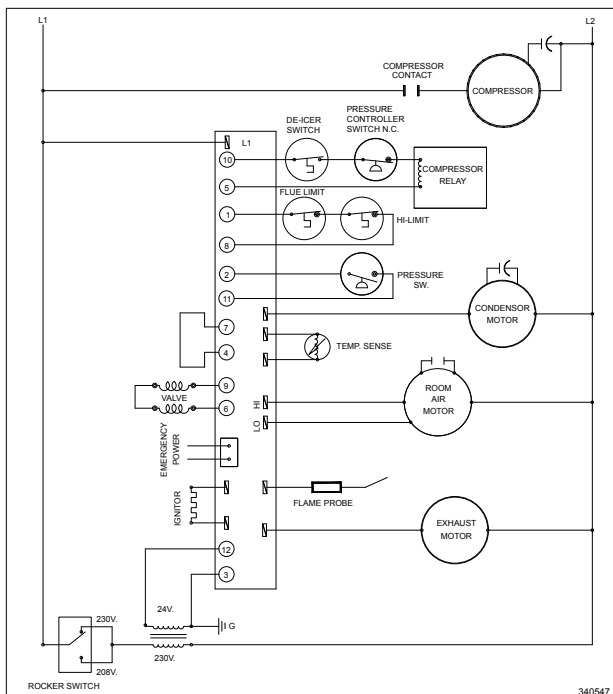 L1
L2
COMPRESSOR
CONTACT
COMPRESSOR
DE-ICER
SWITCH
PRESSURE
CONTROLLER
SWITCH N.C.
L1
10
COMPRESSOR
RELAY
5
FLUE LIMIT
1
HI-LIMIT
8
2
PRESSURE
SW.
11
CONDENSOR
MOTOR
7
TEMP. SENSE
4
9
VALVE
ROOM
AIR
MOTOR
HI
6
LO
EMERGENCY
POWER
IGNITOR
FLAME PROBE
EXHAUST
MOTOR
12
3
24V.
G
230V.
230V.
208V.
ROCKER SWITCH
340547